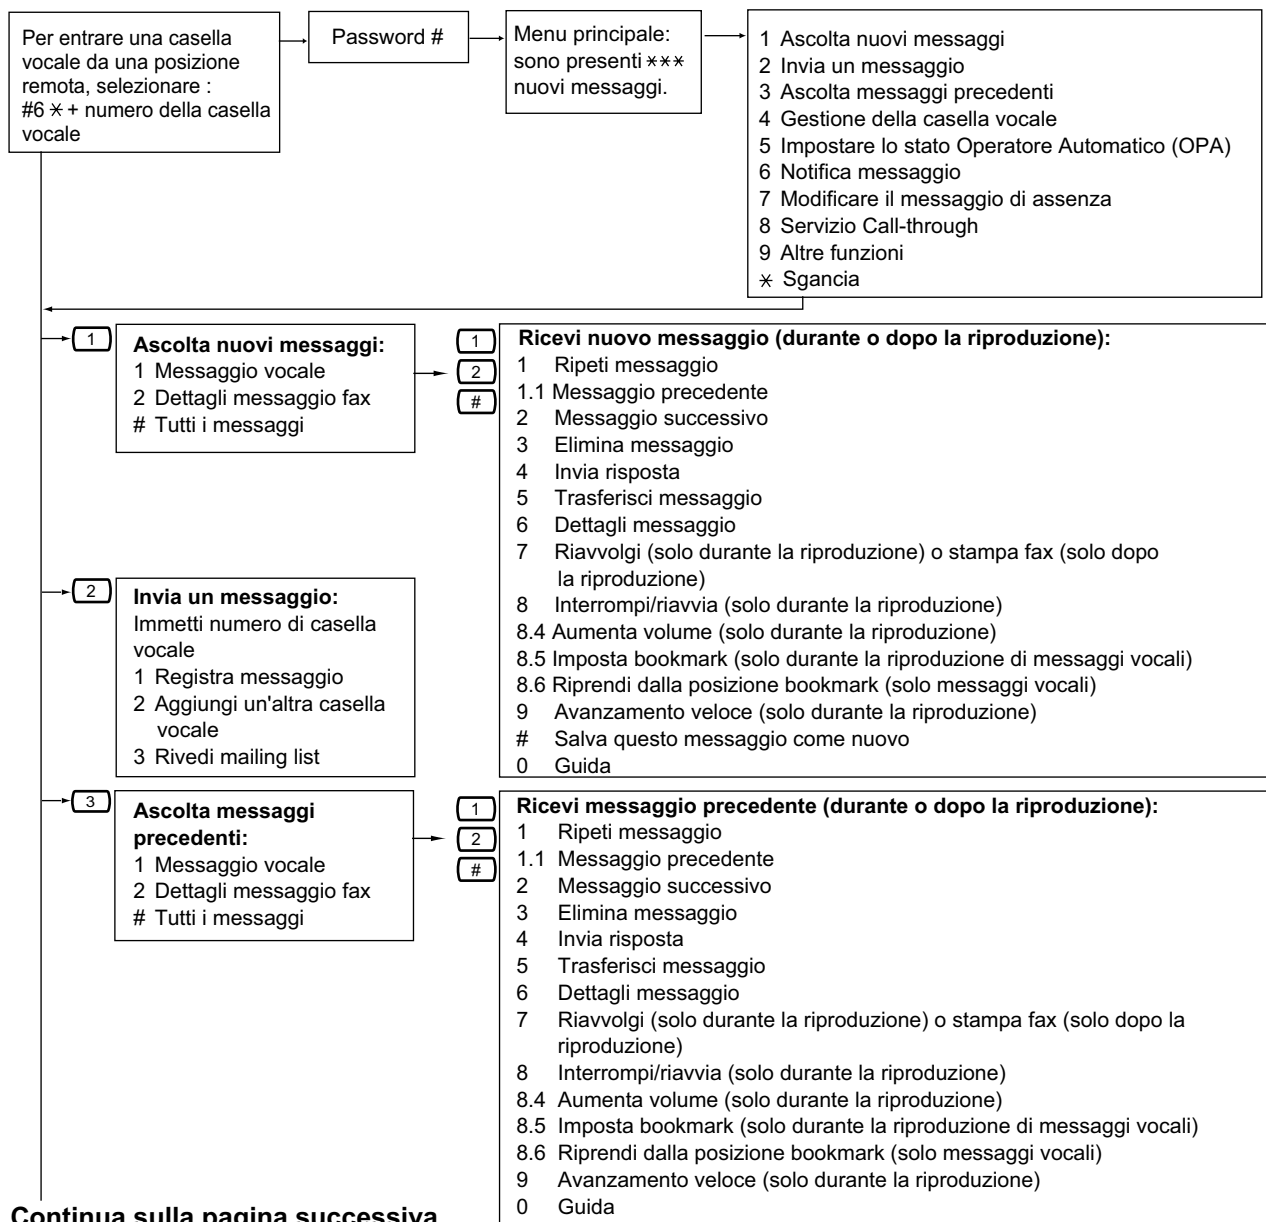 Per entrare una casella
vocale da una posizione
remota, selezionare :
#6 * + numero della casella
vocale
Password #
Menu principale:
sono presenti ***
nuovi messaggi.
1 Ascolta nuovi messaggi
2 Invia un messaggio
3 Ascolta messaggi precedenti
4 Gestione della casella vocale
5 Impostare lo stato Operatore Automatico (OPA)
6 Notifica messaggio
7 Modificare il messaggio di assenza
8 Servizio Call-through
9 Altre funzioni
* Sgancia
1
Ascolta nuovi messaggi:
1 Messaggio vocale
2 Dettagli messaggio fax
# Tutti i messaggi
1
2
#
Ricevi nuovo messaggio (durante o dopo la riproduzione):
1 Ripeti messaggio
1.1 Messaggio precedente
2 Messaggio successivo
3 Elimina messaggio
4 Invia risposta
5 Trasferisci messaggio
6 Dettagli messaggio
7 Riavvolgi (solo durante la riproduzione) o stampa fax (solo dopo
la riproduzione)
8 Interrompi/riavvia (solo durante la riproduzione)
8.4 Aumenta volume (solo durante la riproduzione)
8.5 Imposta bookmark (solo durante la riproduzione di messaggi vocali)
8.6 Riprendi dalla posizione bookmark (solo messaggi vocali)
9 Avanzamento veloce (solo durante la riproduzione)
# Salva questo messaggio come nuovo
0 Guida
2
Invia un messaggio:
Immetti numero di casella
vocale
1 Registra messaggio
2 Aggiungi un'altra casella
vocale
3 Rivedi mailing list
3
Ascolta messaggi
precedenti:
1 Messaggio vocale
2 Dettagli messaggio fax
# Tutti i messaggi
1
2
#
Ricevi messaggio precedente (durante o dopo la riproduzione):
1 Ripeti messaggio
1.1 Messaggio precedente
2 Messaggio successivo
3 Elimina messaggio
4 Invia risposta
5 Trasferisci messaggio
6 Dettagli messaggio
7 Riavvolgi (solo durante la riproduzione) o stampa fax (solo dopo la
riproduzione)
8 Interrompi/riavvia (solo durante la riproduzione)
8.4 Aumenta volume (solo durante la riproduzione)
8.5 Imposta bookmark (solo durante la riproduzione di messaggi vocali)
8.6 Riprendi dalla posizione bookmark (solo messaggi vocali)
9 Avanzamento veloce (solo durante la riproduzione)
0 Guida
Continua sulla pagina successiva